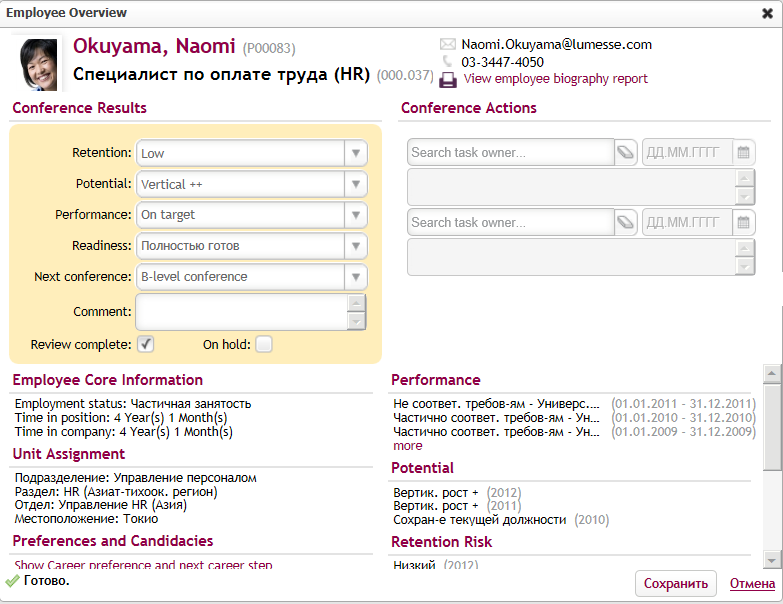 Employee Overview
Okuyama, Naomi (P00083)
Специалист по оплате труда (HR) (000.037)
Naomi.Okuyama@lumesse.com
03-3447-4050
View employee biography report
Conference Results
Retention: Low
Potential: Vertical ++
Performance: On target
Readiness: Полностью готов
Next conference: B-level conference
Comment:
Review complete: On hold:
Conference Actions
Search task owner... ДД.ММ.ГГГГ
Search task owner... ДД.ММ.ГГГГ
Employee Core Information
Employment status: Частичная занятость
Time in position: 4 Year(s) 1 Month(s)
Time in company: 4 Year(s) 1 Month(s)
Unit Assignment
Подразделение: Управление персоналом
Раздел: HR (Азиат-тихоок. регион)
Отдел: Управление HR (Азия)
Местоположение: Токио
Preferences and Candidacies
Show Career preference and next career step
Performance
Не соответ. требов-ям - Универс.... (01.01.2011 - 31.12.2011)
Частично соответ. требов-ям - Ун... (01.01.2010 - 31.12.2010)
Частично соответ. требов-ям - Ун... (01.01.2009 - 31.12.2009)
more
Potential
Вертик. рост + (2012)
Вертик. рост + (2011)
Сохран-е текущей должности (2010)
Retention Risk
Низкий (2012)
Готово.
Сохранить Отмена